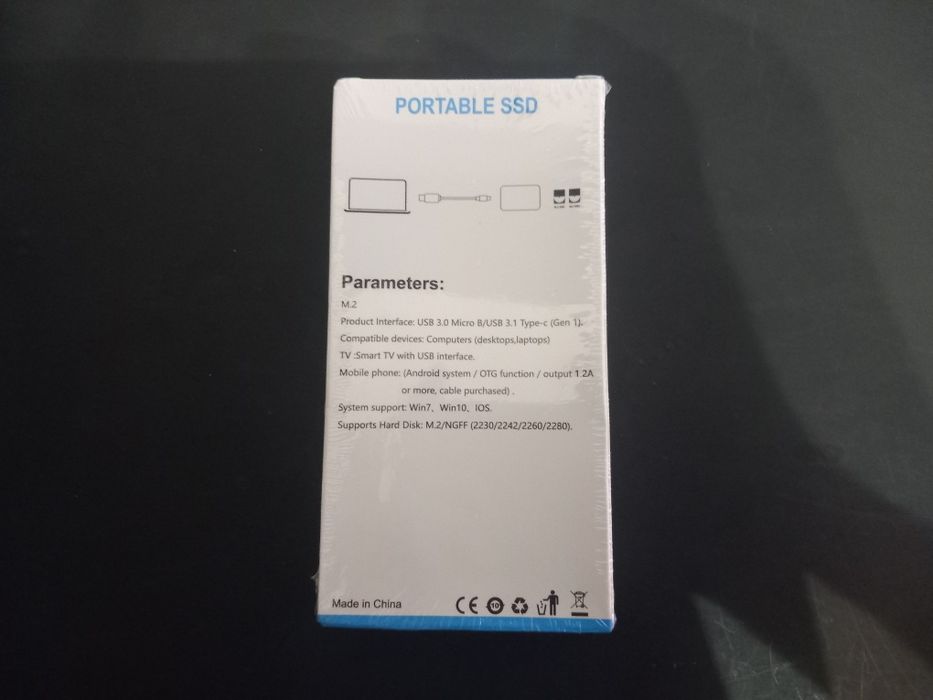 PORTABLE SSD
Parameters:
M.2
Product Interface: USB 3.0 Micro B/USB 3.1 Type-c (Gen 1).
Compatible devices: Computers (desktops,laptops)
TV :Smart TV with USB interface.
Mobile phone: (Android system / OTG function / output 1.2A
or more, cable purchased) .
System support: Win7、Win10、IOS.
Supports Hard Disk: M.2/NGFF (2230/2242/2260/2280).
Made in China
CE 10